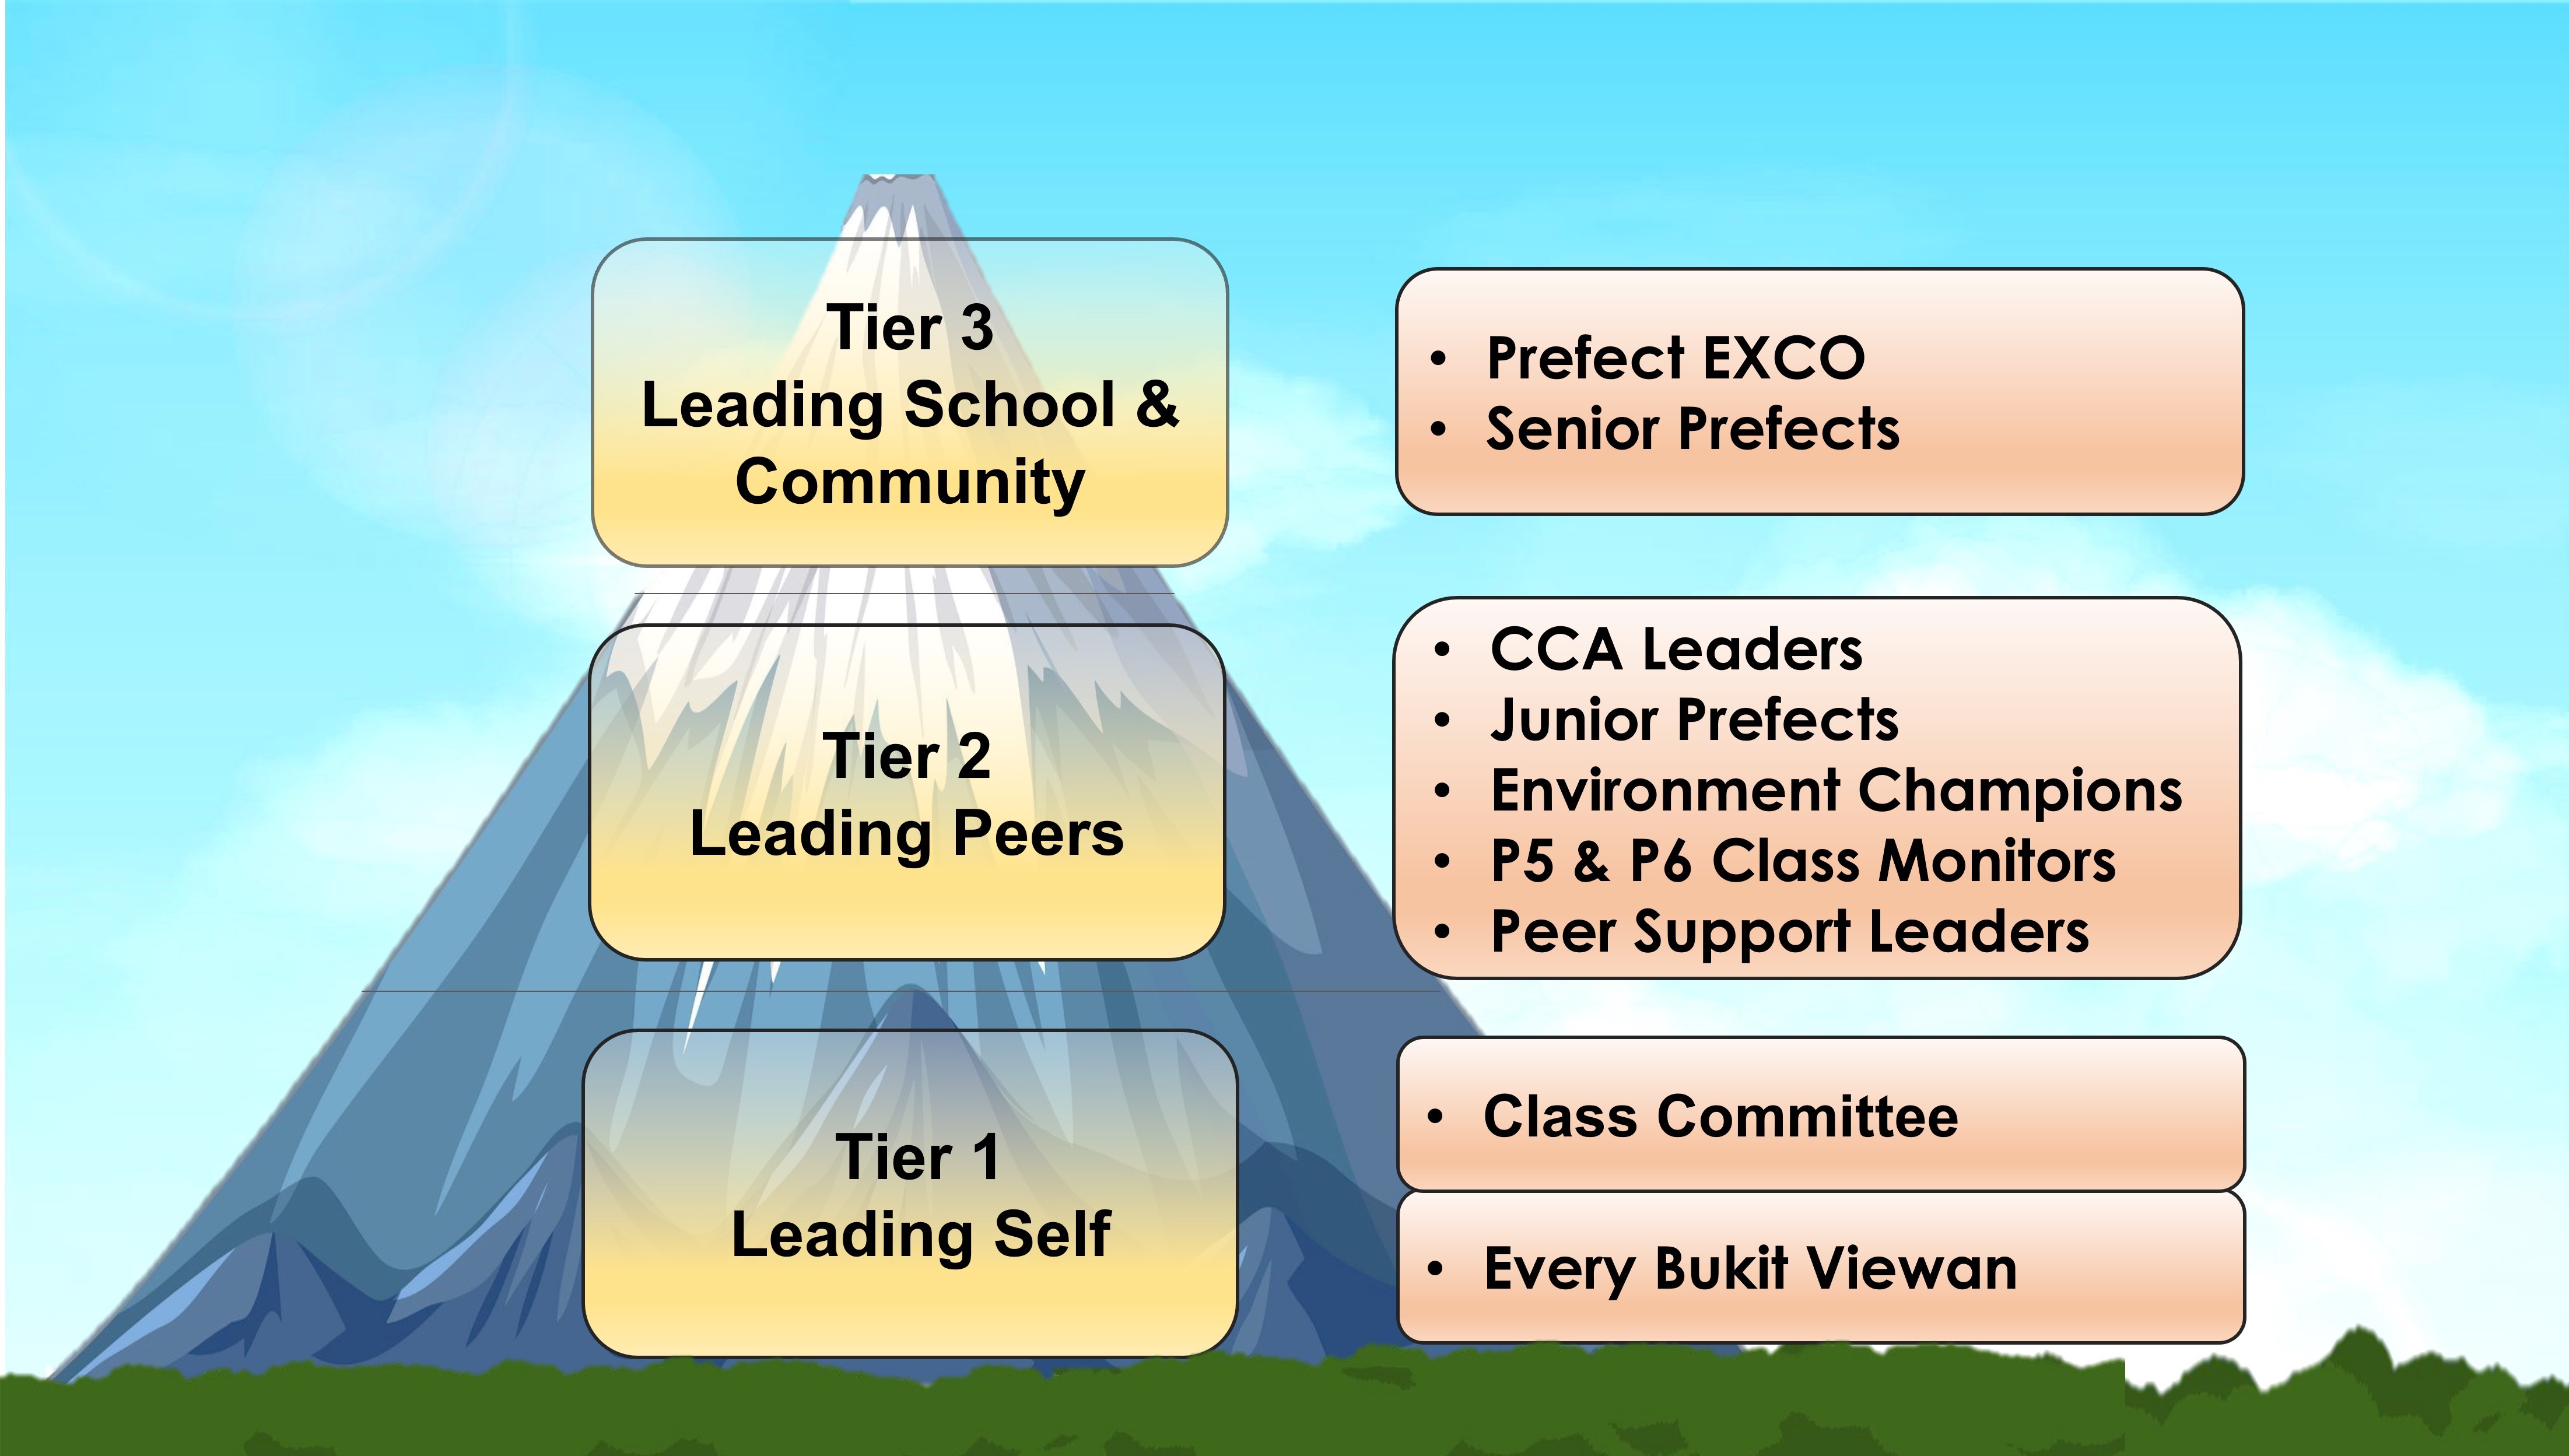 Tier 3
Leading School &
Community
• Prefect EXCO
• Senior Prefects
Tier 2
Leading Peers
• CCA Leaders
• Junior Prefects
• Environment Champions
• P5 & P6 Class Monitors
• Peer Support Leaders
Tier 1
Leading Self
• Class Committee
• Every Bukit Viewan